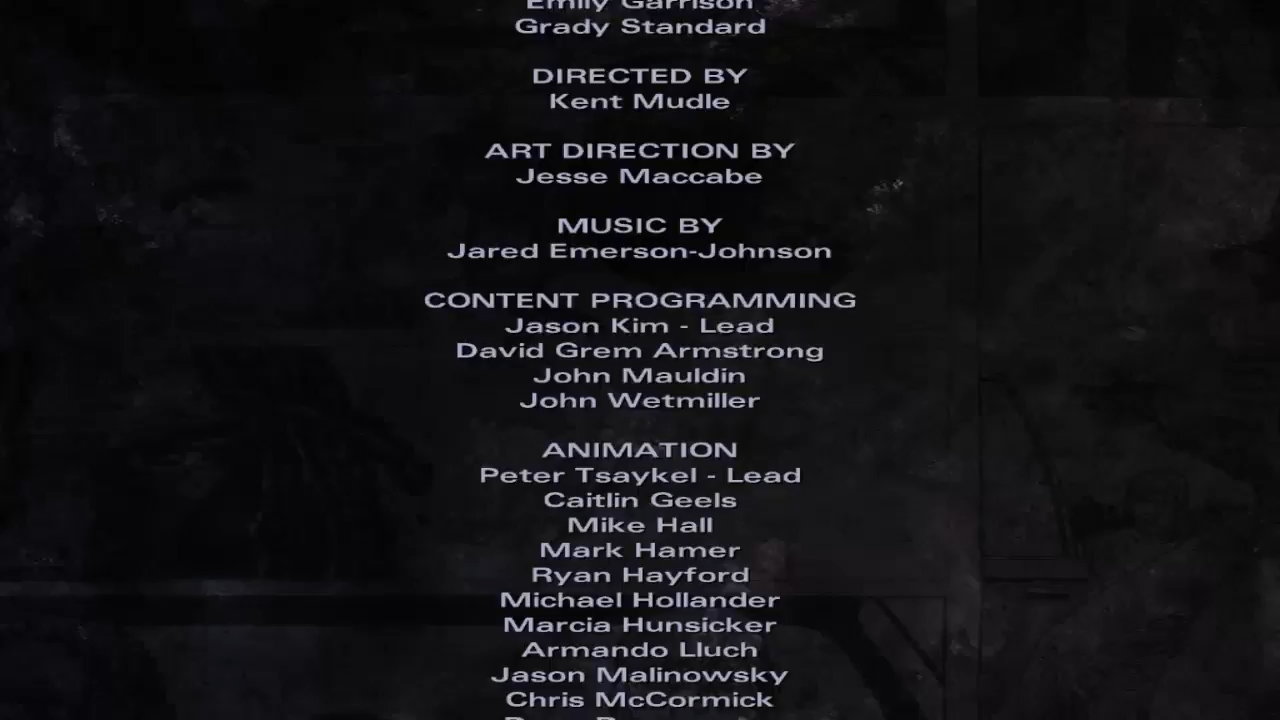 Emily Garrison
Grady Standard
DIRECTED BY
Kent Mudle
ART DIRECTION BY
Jesse Maccabe
MUSIC BY
Jared Emerson-Johnson
CONTENT PROGRAMMING
Jason Kim - Lead
David Grem Armstrong
John Mauldin
John Wetmiller
ANIMATION
Peter Tsaykel - Lead
Caitlin Geels
Mike Hall
Mark Hamer
Ryan Hayford
Michael Hollander
Marcia Hunsicker
Armando Lluch
Jason Malinowsky
Chris McCormick